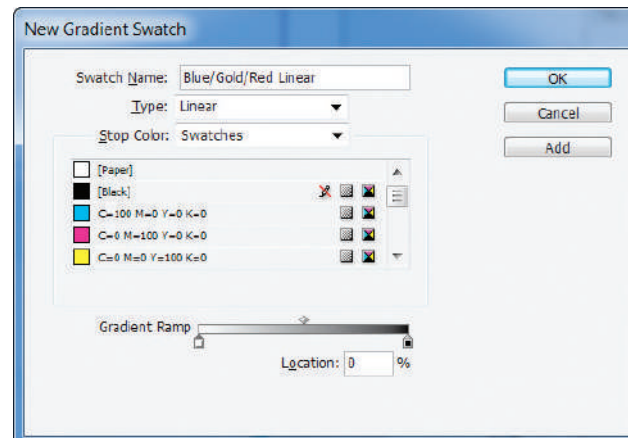 New Gradient Swatch
Swatch Name: Blue/Gold/Red Linear
OK
Type: Linear
Cancel
Stop Color: Swatches
Add
[Paper]
[Black]
C=100 M=0 Y=0 K=0
C=0 M=100 Y=0 K=0
C=0 M=0 Y=100 K=0
Gradient Ramp
Location: 0 %